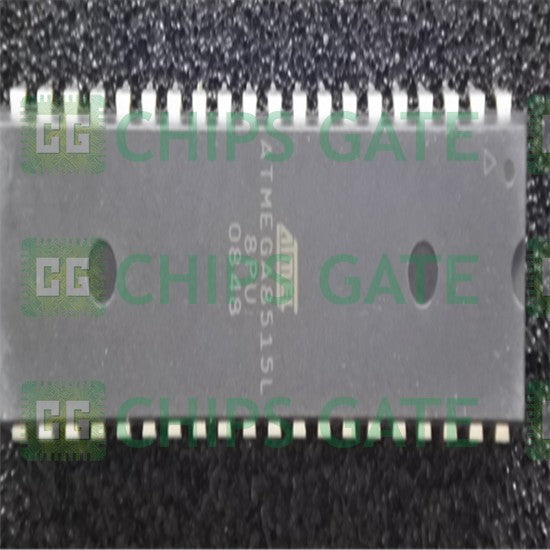 CG CHIPS GATE
ATMEL
ATMEGA8515L
8PU
0848
CG CHIPS GATE
CG CHIPS GATE